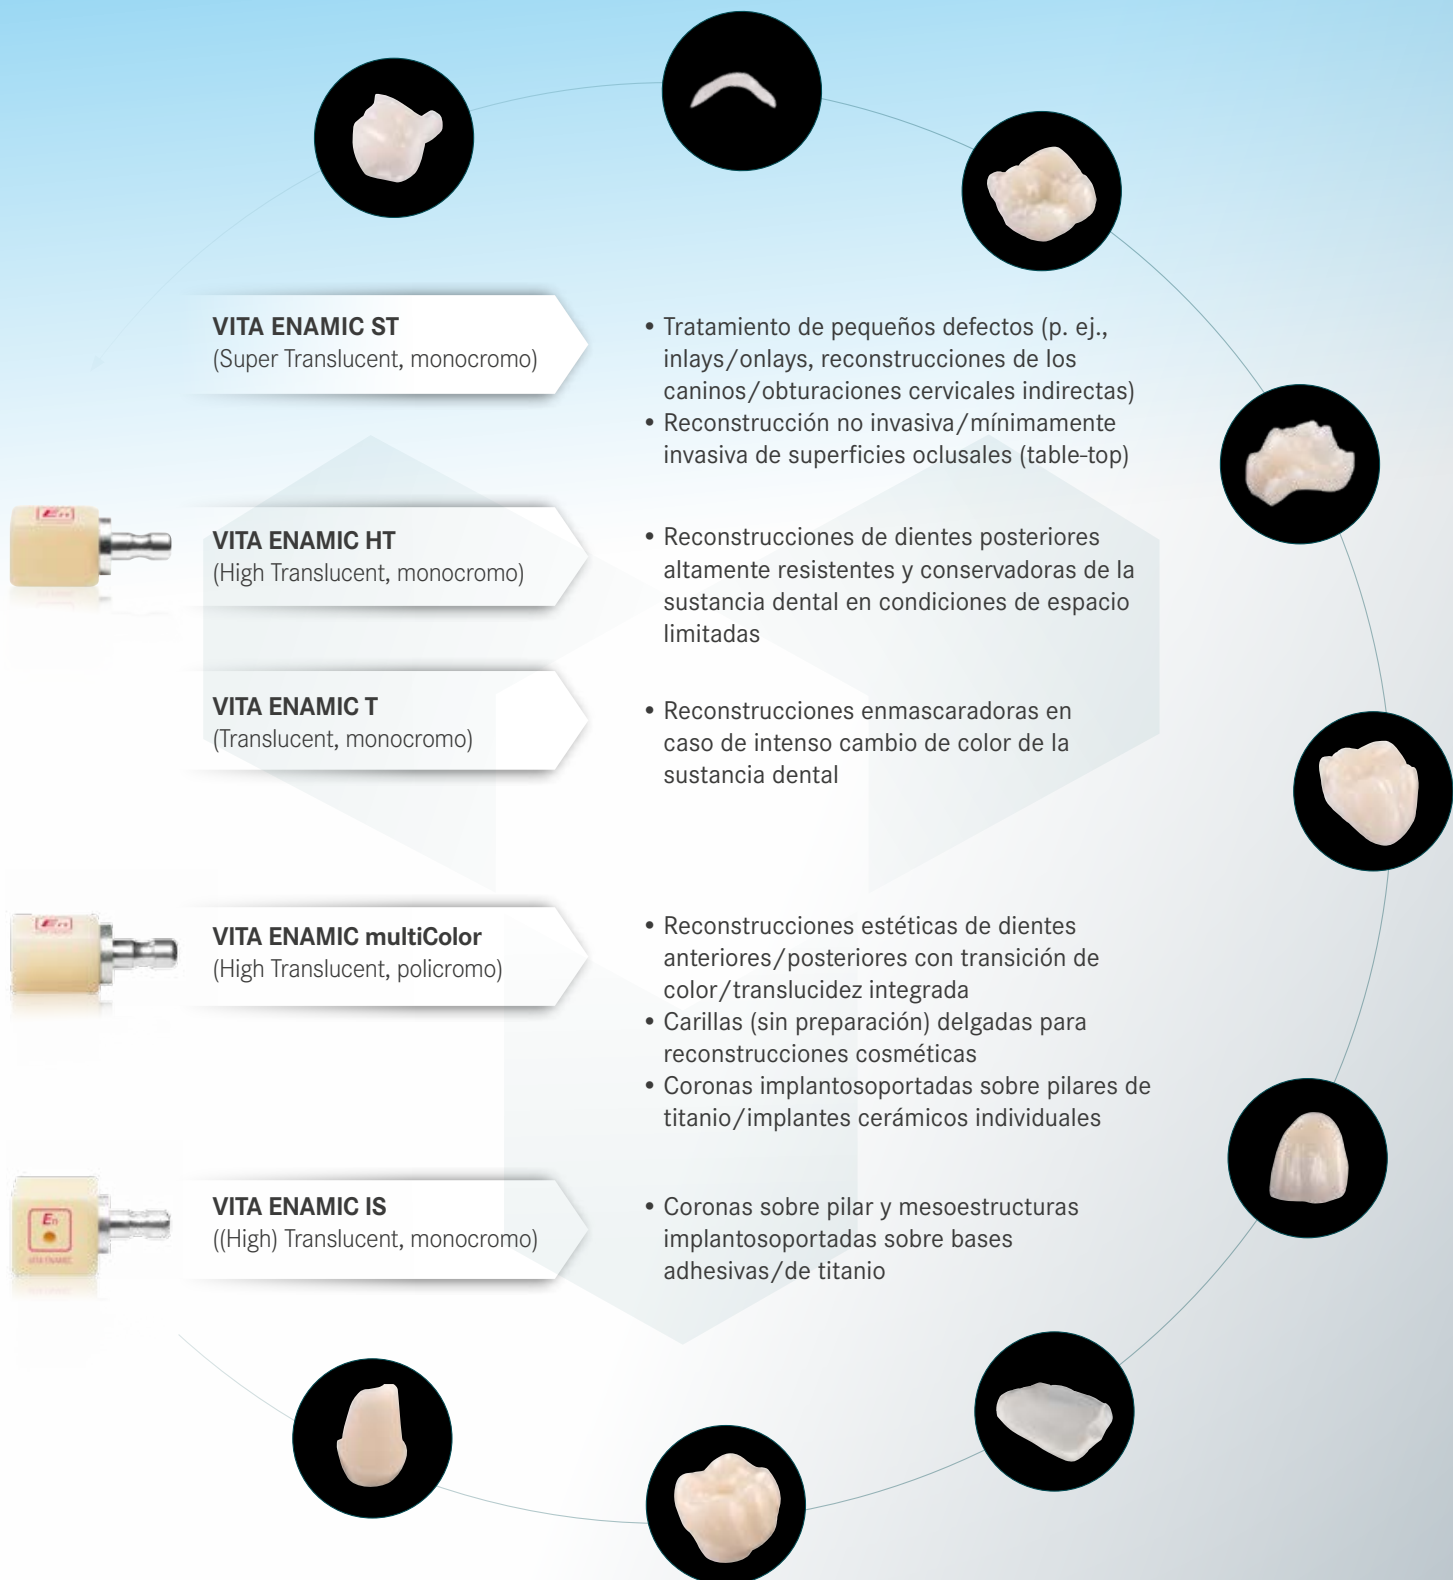 VITA ENAMIC ST
(Super Translucent, monocromo)
• Tratamiento de pequeños defectos (p. ej.,
inlays/onlays, reconstrucciones de los
caninos/obturaciones cervicales indirectas)
• Reconstrucción no invasiva/mínimamente
invasiva de superficies oclusales (table-top)
En
VITA ENAMIC HT
(High Translucent, monocromo)
• Reconstrucciones de dientes posteriores
altamente resistentes y conservadoras de la
sustancia dental en condiciones de espacio
limitadas
VITA ENAMIC T
(Translucent, monocromo)
• Reconstrucciones enmascaradoras en
caso de intenso cambio de color de la
sustancia dental
En
VITA ENAMIC multiColor
(High Translucent, policromo)
• Reconstrucciones estéticas de dientes
anteriores/posteriores con transición de
color/translucidez integrada
• Carillas (sin preparación) delgadas para
reconstrucciones cosméticas
• Coronas implantosoportadas sobre pilares de
titanio/implantes cerámicos individuales
En
VITA ENAMIC
VITA ENAMIC IS
((High) Translucent, monocromo)
• Coronas sobre pilar y mesoestructuras
implantosoportadas sobre bases
adhesivas/de titanio